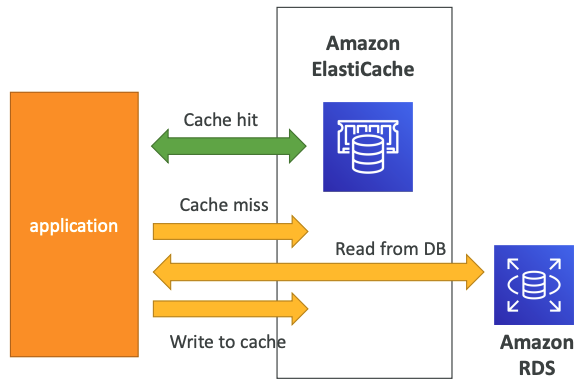 Amazon
ElastiCache
Cache hit
application
Cache miss
Read from DB
Write to cache
Amazon
RDS